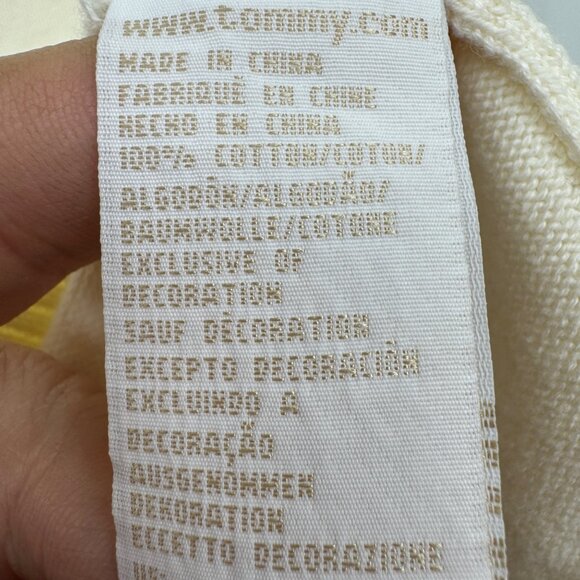 www.tommy.com
MADE IN CHINA
FABRIQUÉ EN CHINE
HECHO EN CHINA
100% COTTON/COTON/
ALGODÓN/ALGODÃO/
BAUMWOLLE/COTONE
EXCLUSIVE OF
DECORATION
SAUF DÉCORATION
EXCEPTO DECORACIÓN
EXCLUINDO A
DECORAÇÃO
AUSGENOMMEN
DEKORATION
ECCETTO DECORAZIONE